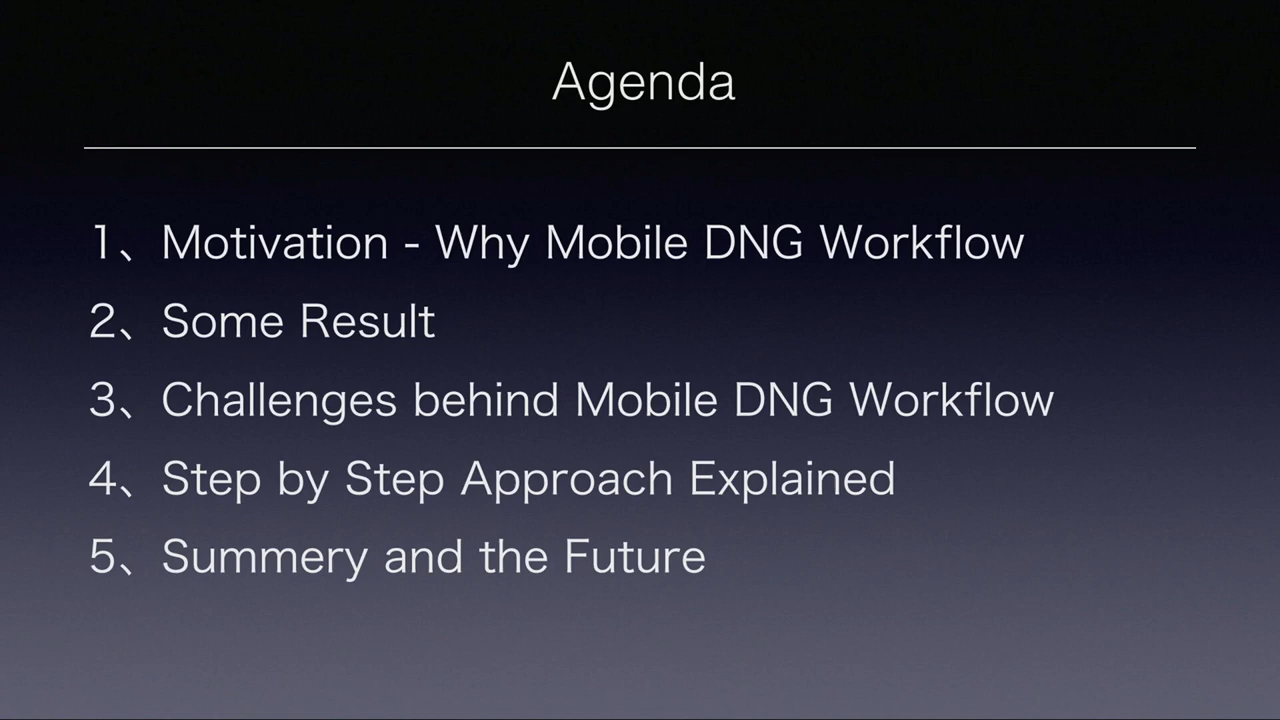 Agenda
1、Motivation - Why Mobile DNG Workflow
2、Some Result
3、Challenges behind Mobile DNG Workflow
4、Step by Step Approach Explained
5、Summery and the Future